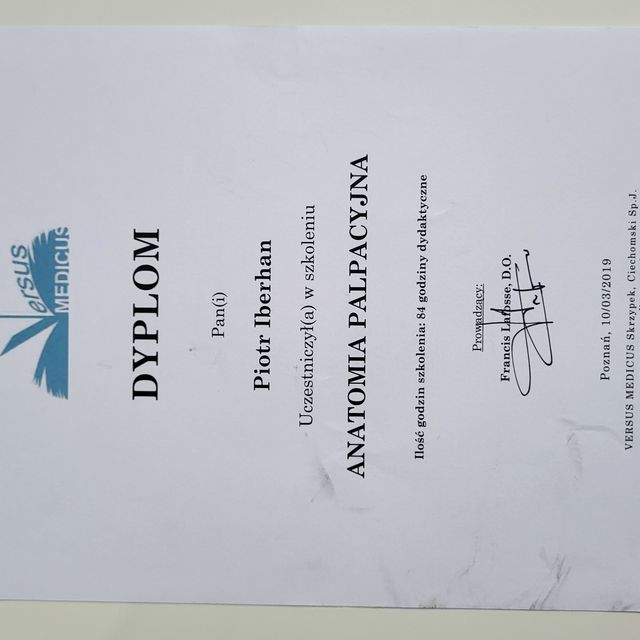 Versus
MEDICUS
DYPLOM
Pan(i)
Piotr Iberhan
Uczestniczył(a) w szkoleniu
ANATOMIA PALPACYJNA
Ilość godzin szkolenia: 84 godziny dydaktyczne
Prowadzący:
Francis Larosse, D.O.
Poznań, 10/03/2019
VERSUS MEDICUS Skrzypek, Ciechomski Sp.J.